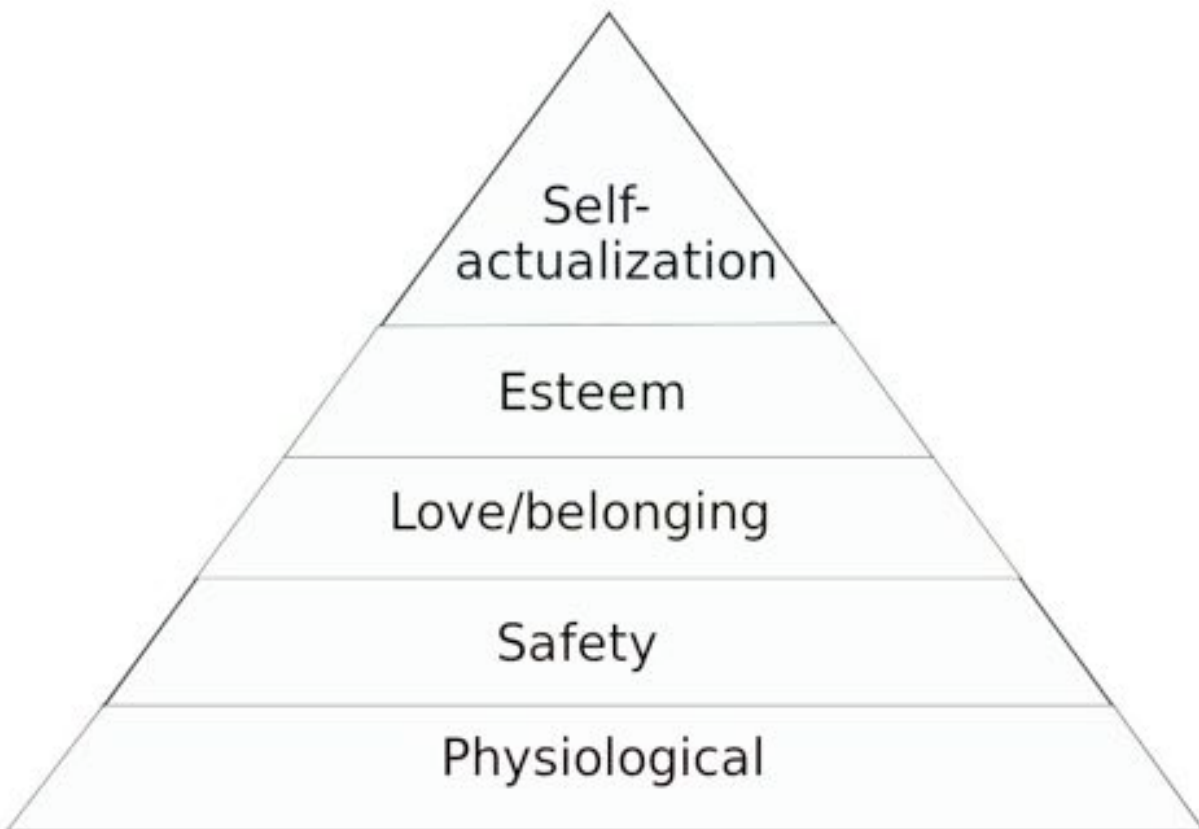 Self-
actualization
Esteem
Love/belonging
Safety
Physiological